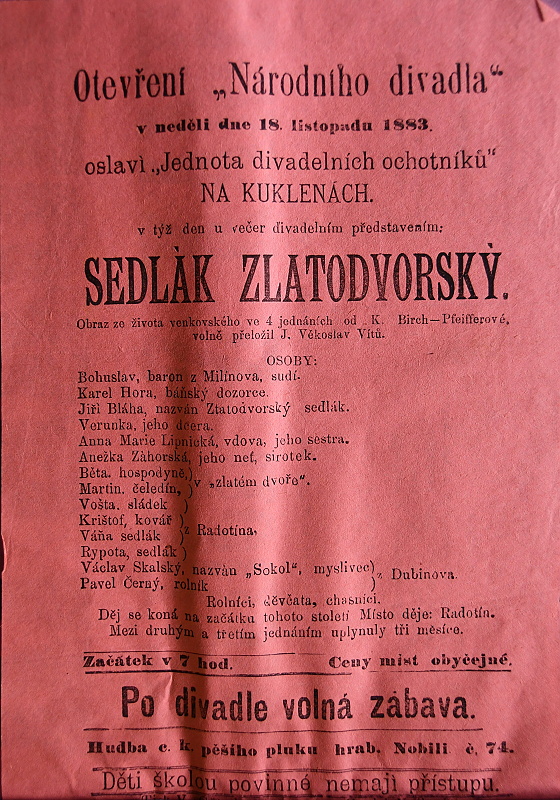 Otevření „Národního divadla“
v neděli dne 18. listopadu 1883.
oslaví „Jednota divadelních ochotníků“
NA KUKLENÁCH.
v týž den u večer divadelním představením:
SEDLÁK ZLATODVORSKÝ.
Obraz ze života venkovského ve 4 jednáních od K. Birch—Pfeifferové,
volně přeložil J. Věkoslav Vítů.
OSOBY:
Bohuslav, baron z Milínova, sudí.
Karel Hora, báňský dozorce.
Jiří Bláha, nazván Ztatodvorský sedlák.
Verunka, jeho dcera.
Anna Marie Lipnická, vdova, jeho sestra.
Anežka Záhorská, jeho neť, sirotek.
Běta. hospodyně,)
Martin. čeledín, )v „zlatém dvoře“.
Vošta. sládek )
Krištof, kovář )
Váňa sedlák )z Radotína,
Rypota, sedlák )
Václav Skalský, nazván „Sokol“, myslivec) z Dubinova.
Pavel Černý, rolník )
Rolníci, děvčata, chasníci.
Děj se koná na začátku tohoto století Místo děje: Radotín.
Mezi druhým a třetím jednáním uplynuly tři měsíce.
Začátek v 7 hod. Ceny míst obyčejné.
Po divadle volná zábava.
Hudba c. k. pěšího pluku hrab. Nobili č. 74.
Děti školou povinné nemají přístupu.